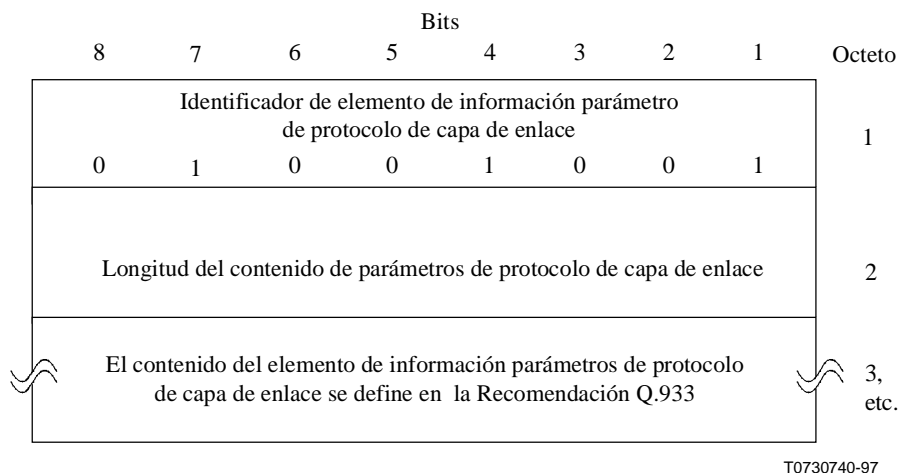 Bits
8 7 6 5 4 3 2 1 Octeto
Identificador de elemento de información parámetro
de protocolo de capa de enlace
1
0 1 0 0 1 0 0 1
Longitud del contenido de parámetros de protocolo de capa de enlace 2
El contenido del elemento de información parámetros de protocolo
de capa de enlace se define en la Recomendación Q.933
3,
etc.
T0730740-97